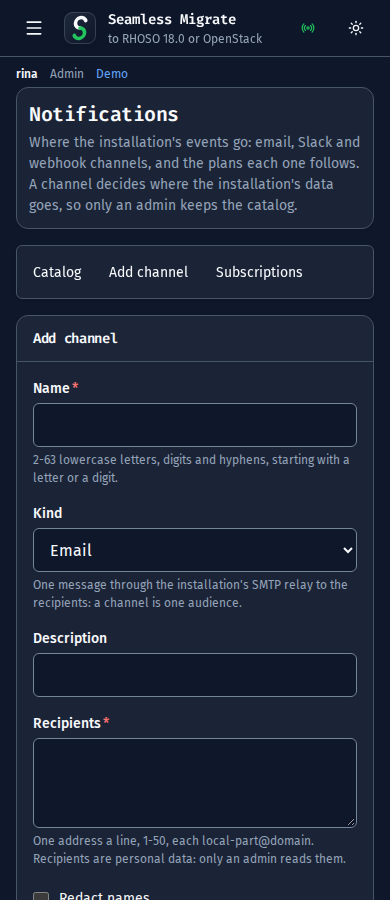 Seamless Migrate
to RHOSO 18.0 or OpenStack
rina Admin Demo
Notifications
Where the installation's events go: email, Slack and
webhook channels, and the plans each one follows.
A channel decides where the installation's data
goes, so only an admin keeps the catalog.
Catalog Add channel Subscriptions
Add channel
Name *
2-63 lowercase letters, digits and hyphens, starting with a
letter or a digit.
Kind
Email
One message through the installation's SMTP relay to the
recipients: a channel is one audience.
Description
Recipients *
One address a line, 1-50, each local-part@domain.
Recipients are personal data: only an admin reads them.
Redact names